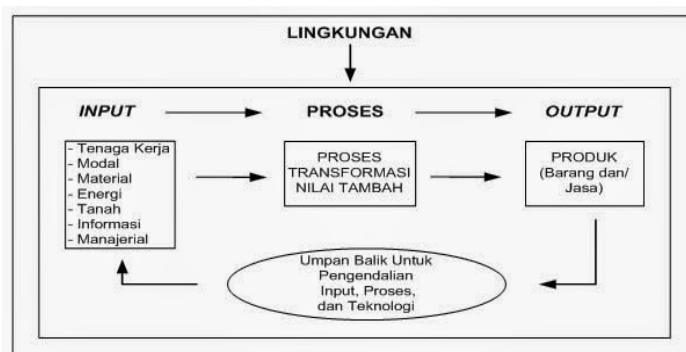 LINGKUNGAN
INPUT
PROSES
OUTPUT
- Tenaga Kerja
- Modal
- Material
- Energi
- Tanah
- Informasi
- Manajerial
PROSES
TRANSFORMASI
NILAI TAMBAH
PRODUK
(Barang dan/
Jasa)
Umpan Balik Untuk
Pengendalian
Input, Proses,
dan Teknologi